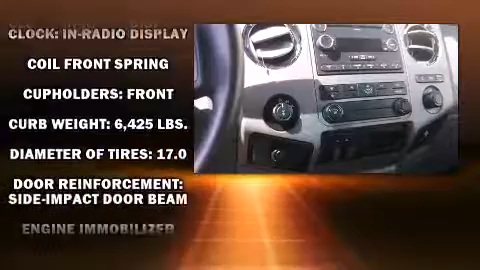 CLOCK: IN-RADIO DISPLAY
COIL FRONT SPRING
CUPHOLDERS: FRONT
CURB WEIGHT: 6,425 LBS.
DIAMETER OF TIRES: 17.0
DOOR REINFORCEMENT:
SIDE-IMPACT DOOR BEAM
ENGINE IMMOBILIZER